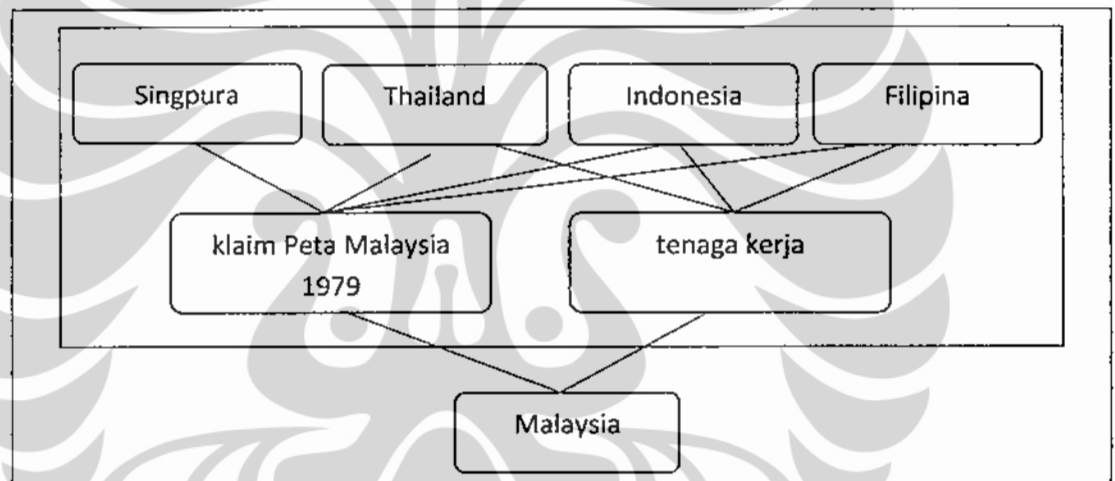 Singpura
Thailand
Indonesia
Filipina
klaim Peta Malaysia
1979
tenaga kerja
Malaysia